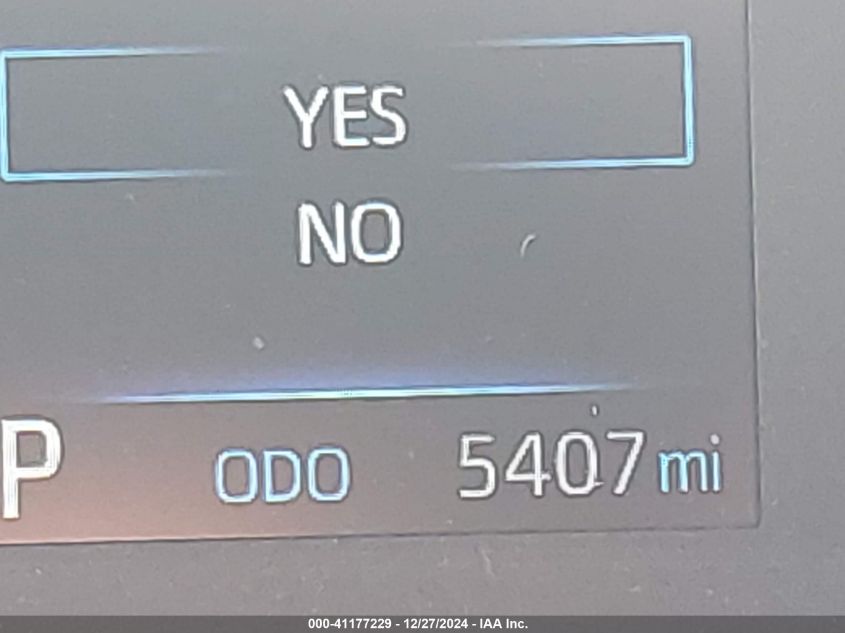 YES
NO
P ODO 5407 mi
000-41177229 - 12/27/2024 - IAA Inc.